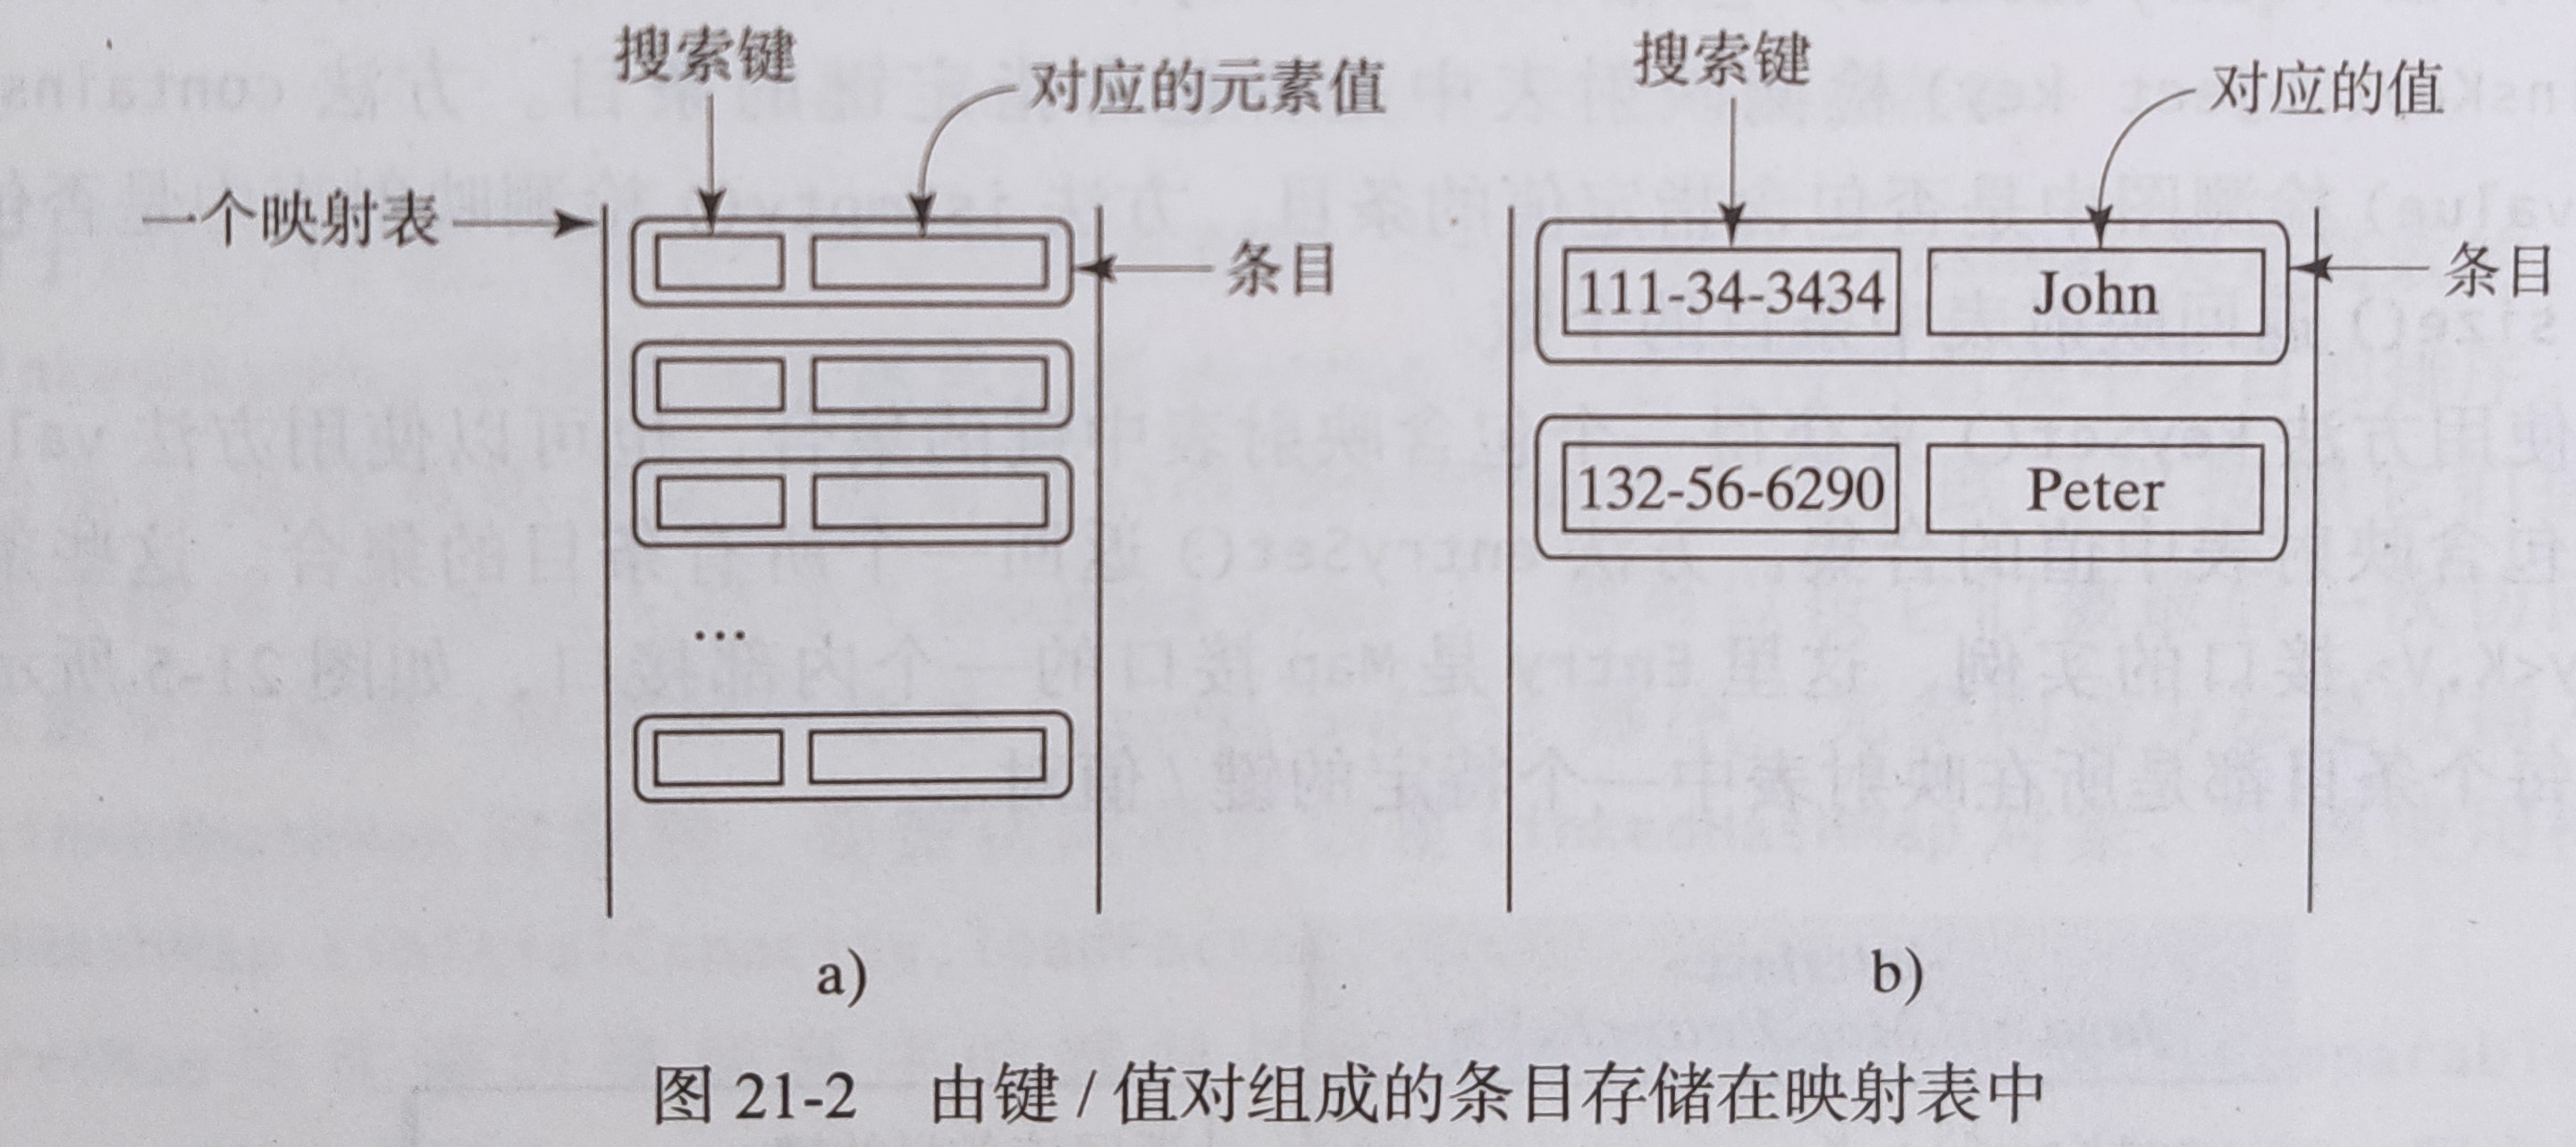 搜索键
对应的元素值
一个映射表
条目
...
a)
搜索键
对应的值
条目
111-34-3434 John
132-56-6290 Peter
b)
图 21-2 由键 / 值对组成的条目存储在映射表中